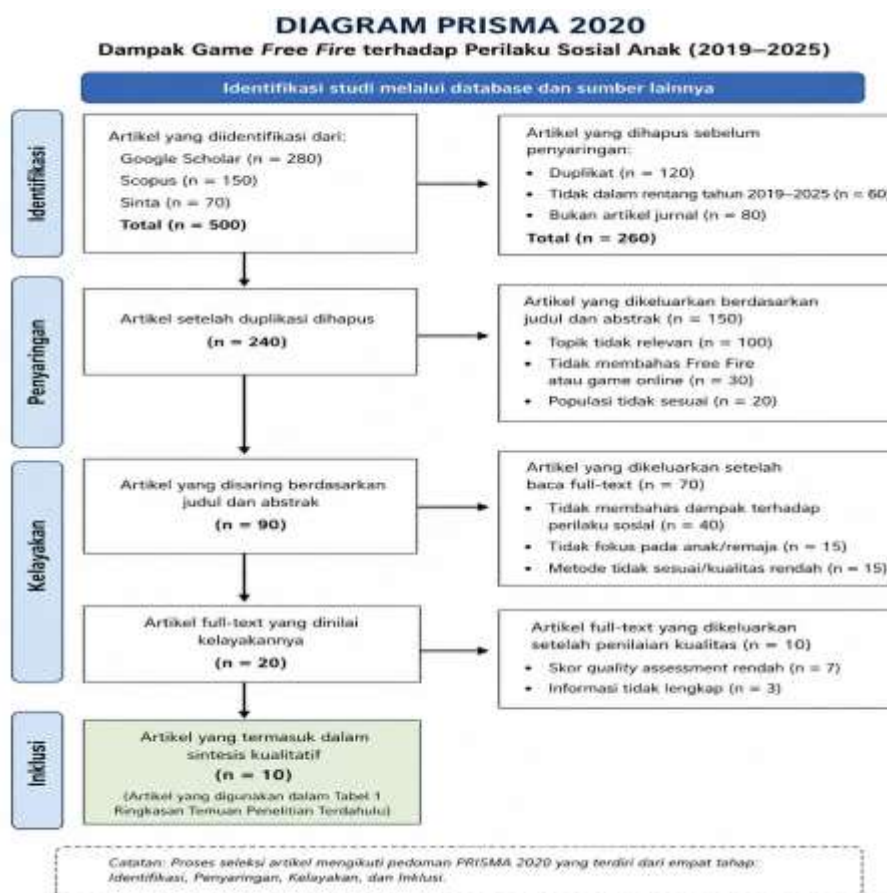 DIAGRAM PRISMA 2020
Dampak Game Free Fire terhadap Perilaku Sosial Anak (2019–2025)
Identifikasi studi melalui database dan sumber lainnya
Identifikasi
Artikel yang diidentifikasi dari:
Google Scholar (n = 280)
Scopus (n = 150)
Sinta (n = 70)
Total (n = 500)
Artikel yang dihapus sebelum
penyaringan:
• Duplikat (n = 120)
• Tidak dalam rentang tahun 2019–2025 (n = 60)
• Bukan artikel jurnal (n = 80)
Total (n = 260)
Penyaringan
Artikel setelah duplikasi dihapus
(n = 240)
Artikel yang dikeluarkan berdasarkan
judul dan abstrak (n = 150)
• Topik tidak relevan (n = 100)
• Tidak membahas Free Fire
atau game online (n = 30)
• Populasi tidak sesuai (n = 20)
Kelayakan
Artikel yang disaring berdasarkan
judul dan abstrak
(n = 90)
Artikel yang dikeluarkan setelah
baca full-text (n = 70)
• Tidak membahas dampak terhadap
perilaku sosial (n = 40)
• Tidak fokus pada anak/remaja (n = 15)
• Metode tidak sesuai/kualitas rendah (n = 15)
Artikel full-text yang dinilai
kelayakannya
(n = 20)
Artikel full-text yang dikeluarkan
setelah penilaian kualitas (n = 10)
• Skor quality assessment rendah (n = 7)
• Informasi tidak lengkap (n = 3)
Inklusi
Artikel yang termasuk dalam
sintesis kualitatif
(n = 10)
(Artikel yang digunakan dalam Tabel 1
Ringkasan Temuan Penelitian Terdahulu)
Catatan: Proses seleksi artikel mengikuti pedoman PRISMA 2020 yang terdiri dari empat tahap:
Identifikasi, Penyaringan, Kelayakan, dan Inklusi.